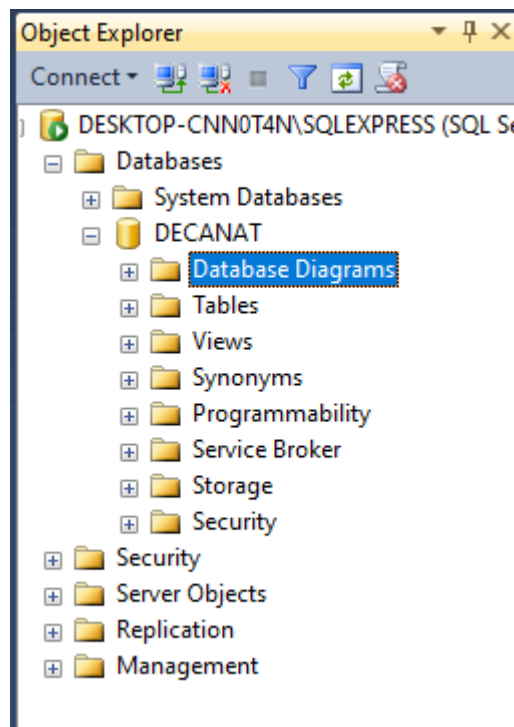 Object Explorer
Connect
DESKTOP-CNN0T4N\SQLEXPRESS (SQL Se
Databases
System Databases
DECANAT
Database Diagrams
Tables
Views
Synonyms
Programmability
Service Broker
Storage
Security
Security
Server Objects
Replication
Management